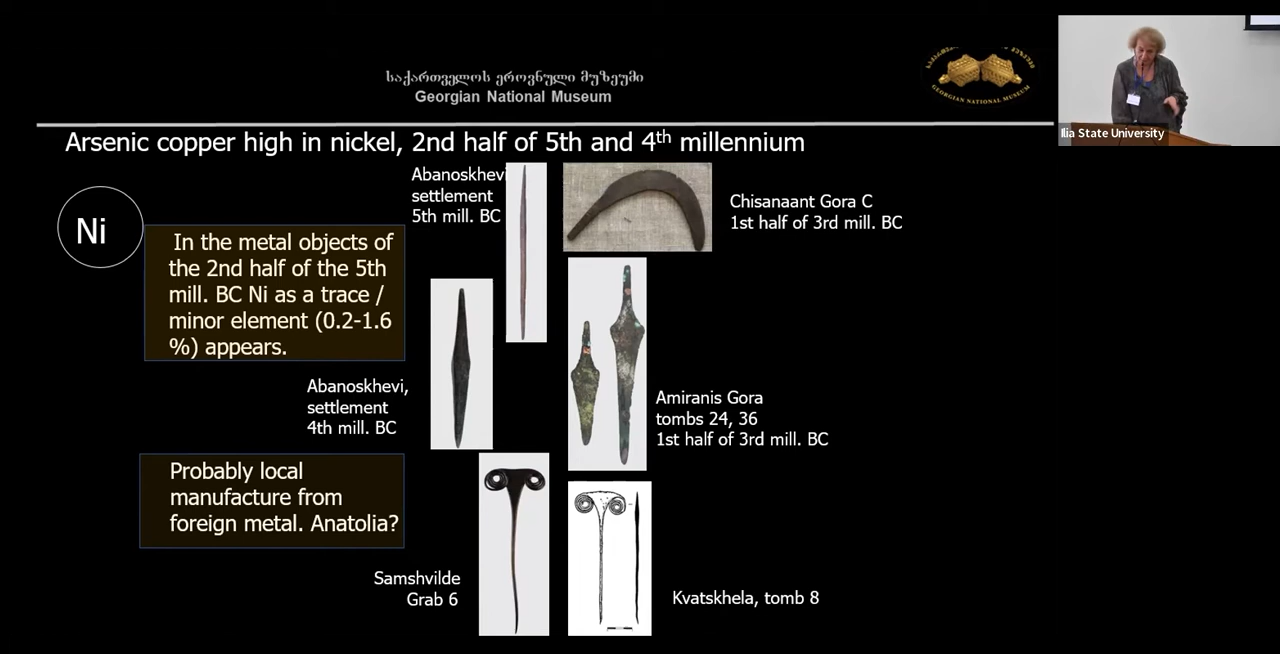 საქართველოს ეროვნული მუზეუმი
Georgian National Museum
GEORGIAN NATIONAL MUSEUM
Ilia State University
Arsenic copper high in nickel, 2nd half of 5th and 4th millennium
Ni
In the metal objects of
the 2nd half of the 5th
mill. BC Ni as a trace /
minor element (0.2-1.6
%) appears.
Abanoskhevi
settlement
5th mill. BC
Chisanaant Gora C
1st half of 3rd mill. BC
Abanoskhevi,
settlement
4th mill. BC
Amiranis Gora
tombs 24, 36
1st half of 3rd mill. BC
Probably local
manufacture from
foreign metal. Anatolia?
Samshvilde
Grab 6
Kvatskhela, tomb 8